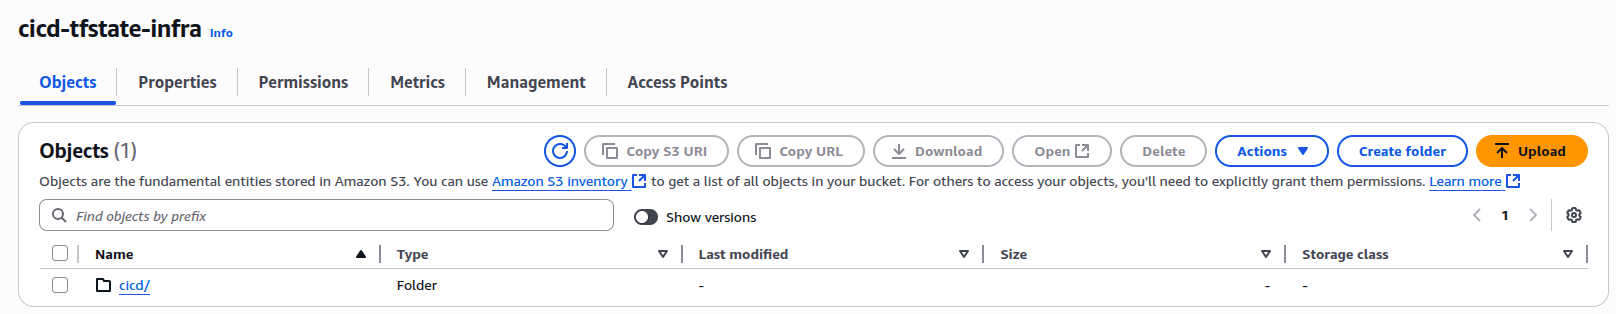 cicd-tfstate-infra Info
Objects Properties Permissions Metrics Management Access Points
Objects (1) Copy S3 URI Copy URL Download Open Delete Actions Create folder Upload
Objects are the fundamental entities stored in Amazon S3. You can use Amazon S3 inventory to get a list of all objects in your bucket. For others to access your objects, you'll need to explicitly grant them permissions. Learn more
Find objects by prefix Show versions 1
Name Type Last modified Size Storage class
cicd/ Folder - - -